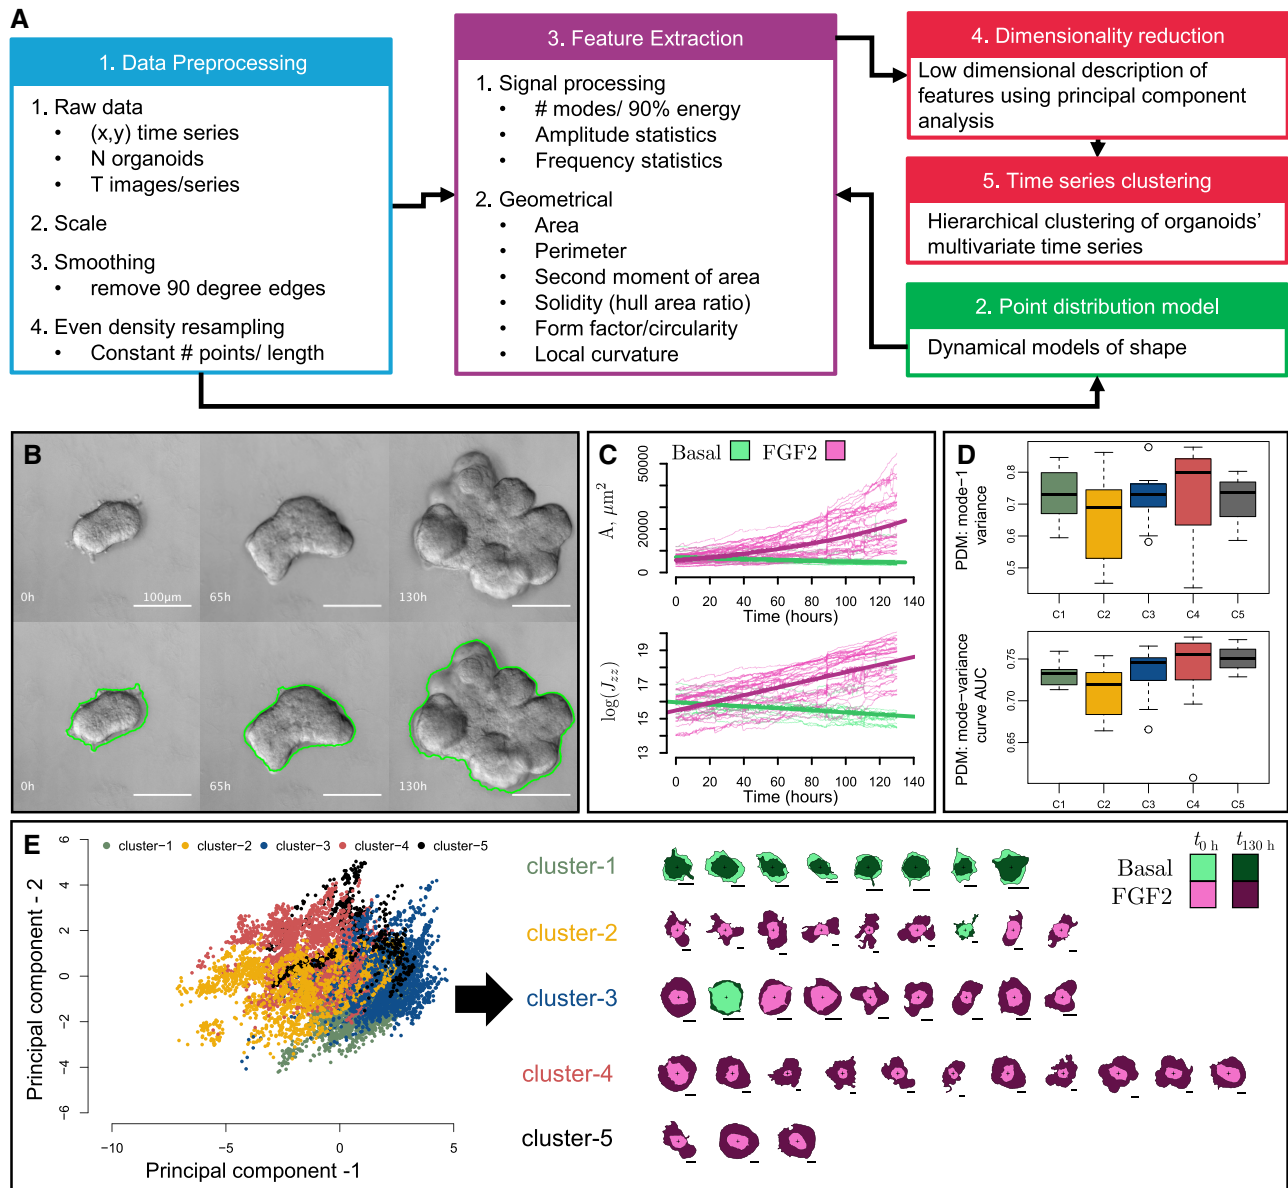 A
1. Data Preprocessing
1. Raw data
• (x,y) time series
• N organoids
• T images/series
2. Scale
3. Smoothing
• remove 90 degree edges
4. Even density resampling
• Constant # points/ length
3. Feature Extraction
1. Signal processing
• # modes/ 90% energy
• Amplitude statistics
• Frequency statistics
2. Geometrical
• Area
• Perimeter
• Second moment of area
• Solidity (hull area ratio)
• Form factor/circularity
• Local curvature
4. Dimensionality reduction
Low dimensional description of
features using principal component
analysis
5. Time series clustering
Hierarchical clustering of organoids'
multivariate time series
2. Point distribution model
Dynamical models of shape
B
0h
100μm
65h
130h
0h
65h
130h
C
Basal FGF2
A, μm²
50000
20000
0
0 20 40 60 80 100 120 140
Time (hours)
log(J_zz)
19
17
15
13
0 20 40 60 80 100 120 140
Time (hours)
D
PDM: mode-1
variance
0.8
0.7
0.6
0.5
C1 C2 C3 C4 C5
PDM: mode-variance
curve AUC
0.75
0.70
0.65
C1 C2 C3 C4 C5
E
cluster-1 cluster-2 cluster-3 cluster-4 cluster-5
Principal component - 2
6
4
2
0
−2
−4
−6
−10 −5 0 5
Principal component -1
cluster-1
cluster-2
cluster-3
cluster-4
cluster-5
t0 h t130 h
Basal
FGF2